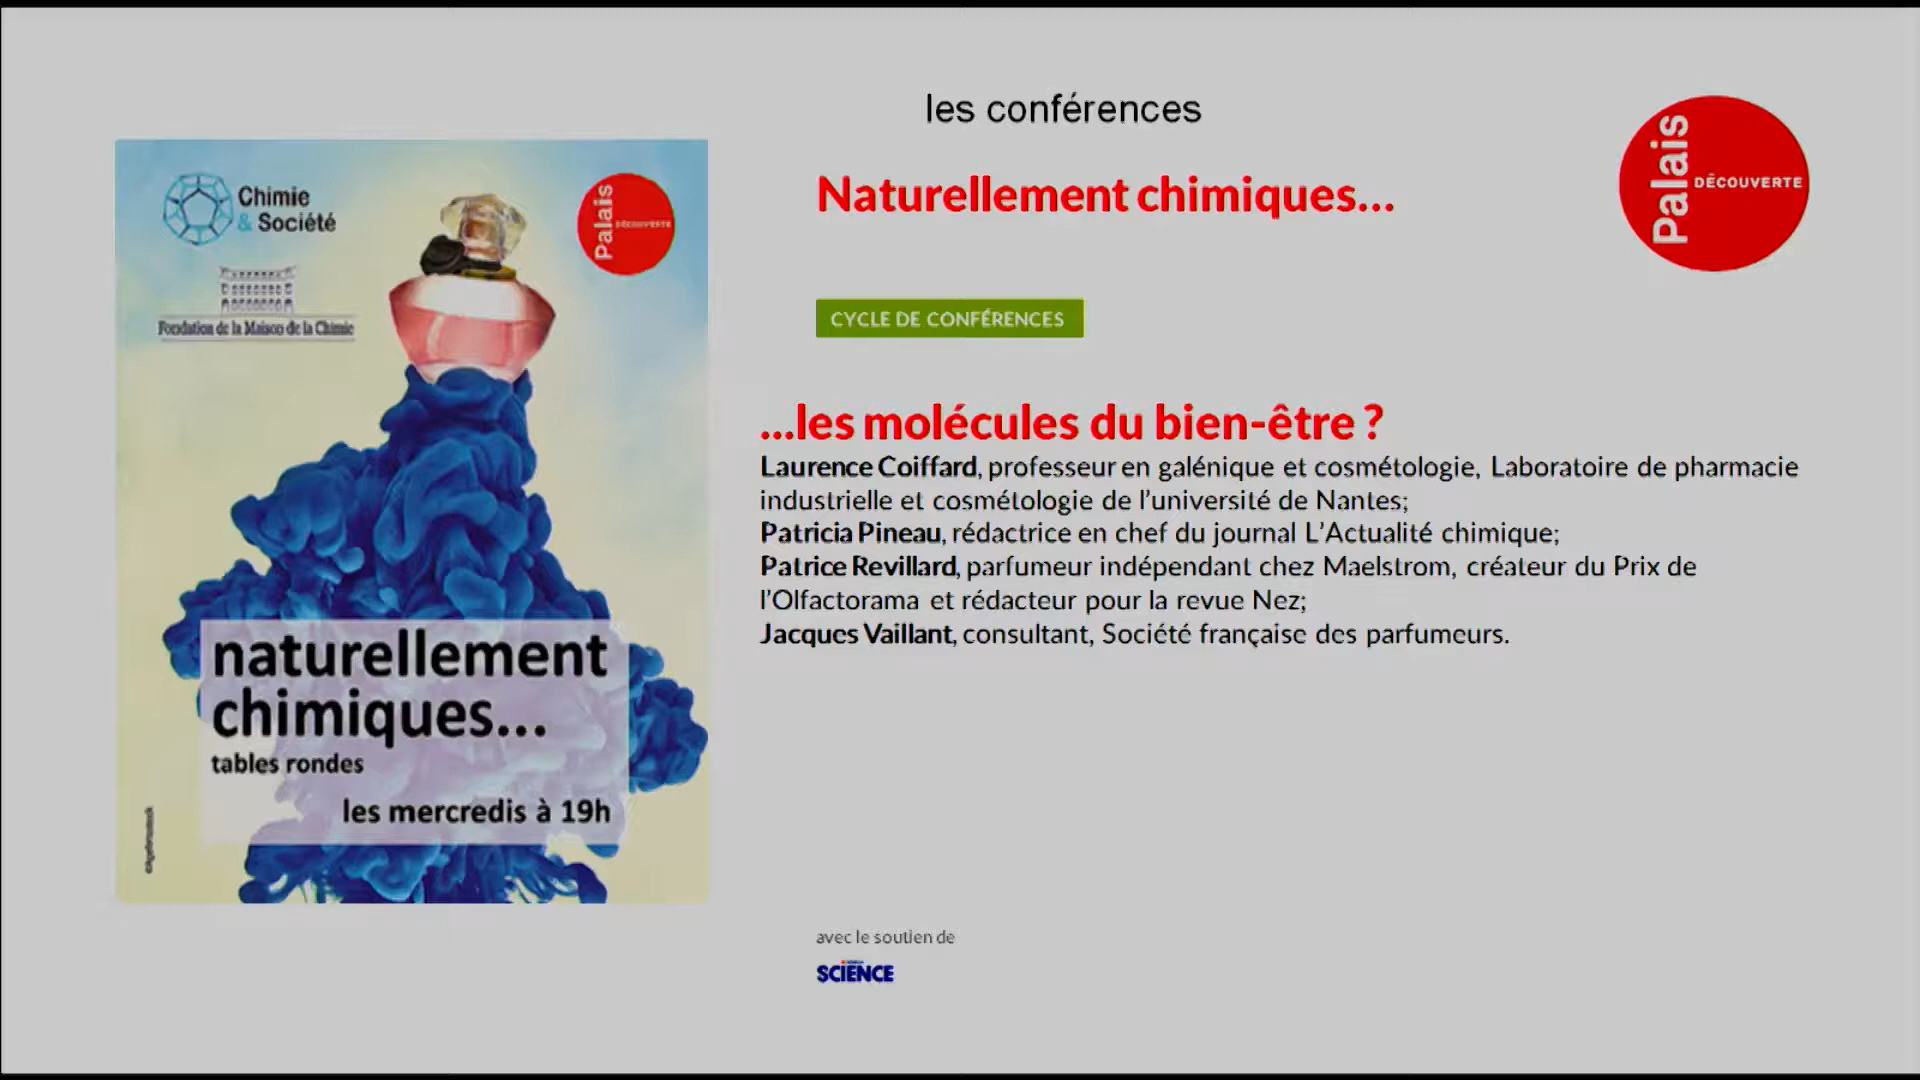 les conférences
Naturellement chimiques...
Palais
DÉCOUVERTE
CYCLE DE CONFÉRENCES
...les molécules du bien-être ?
Laurence Coiffard, professeur en galénique et cosmétologie, Laboratoire de pharmacie
industrielle et cosmétologie de l'université de Nantes;
Patricia Pineau, rédactrice en chef du journal L'Actualité chimique;
Patrice Revillard, parfumeur indépendant chez Maelstrom, créateur du Prix de
l'Olfactorama et rédacteur pour la revue Nez;
Jacques Vaillant, consultant, Société française des parfumeurs.
Chimie
& Société
Palais
DÉCOUVERTE
Fondation de la Maison de la Chimie
naturellement
chimiques...
tables rondes
les mercredis à 19h
avec le soutien de
SCIENCE